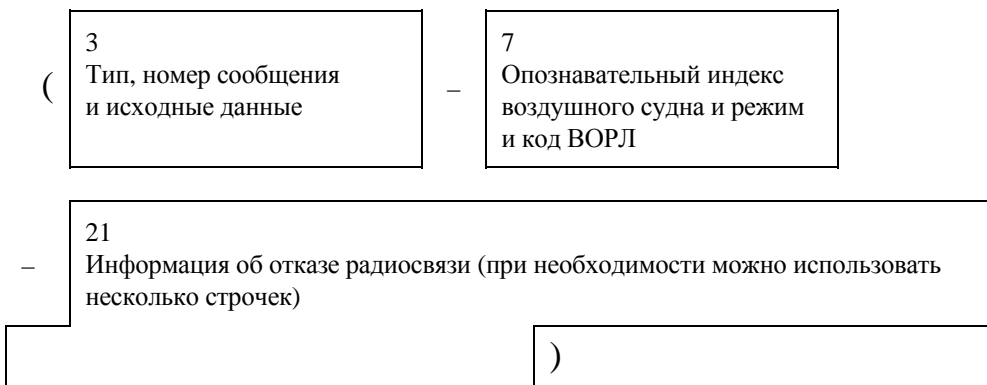 (
3
Тип, номер сообщения
и исходные данные
–
7
Опознавательный индекс
воздушного судна и режим
и код ВОРЛ
–
21
Информация об отказе радиосвязи (при необходимости можно использовать
несколько строчек)
)